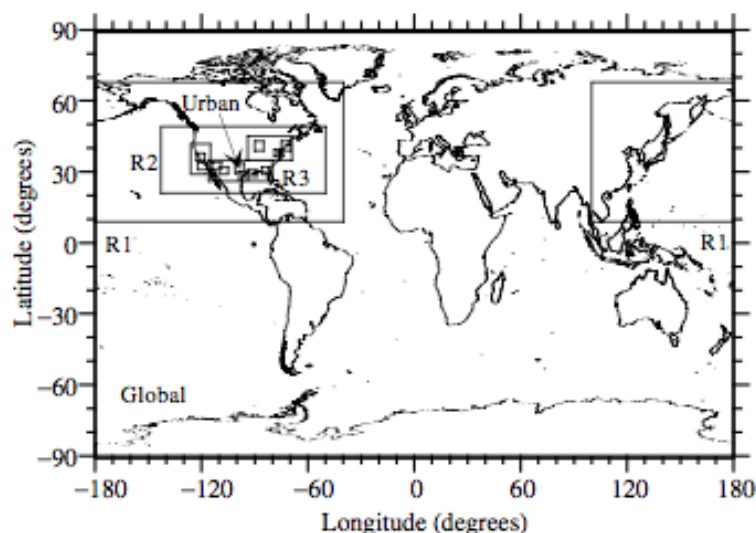 90
60
30
0
−30
−60
−90
Latitude (degrees)
Urban
R2
R3
R1
R1
Global
−180
−120
−60
0
60
120
180
Longitude (degrees)